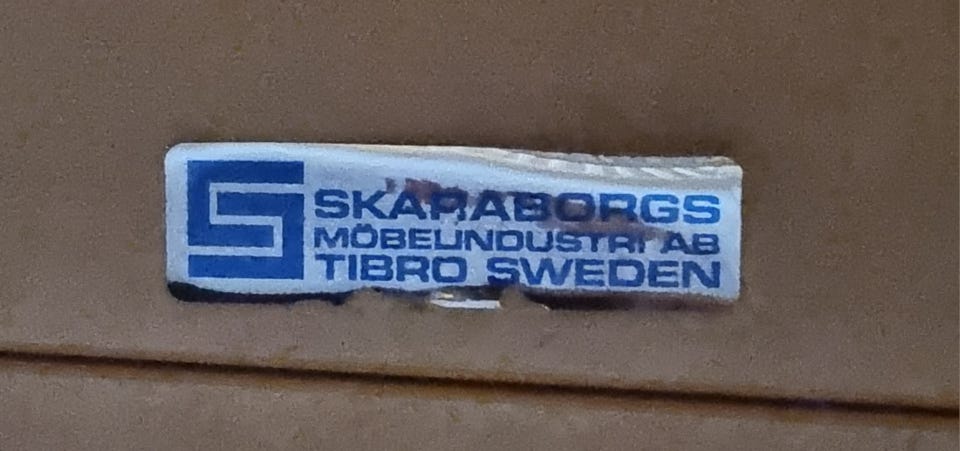 SKARABORGS
MÖBELINDUSTRI AB
TIBRO SWEDEN